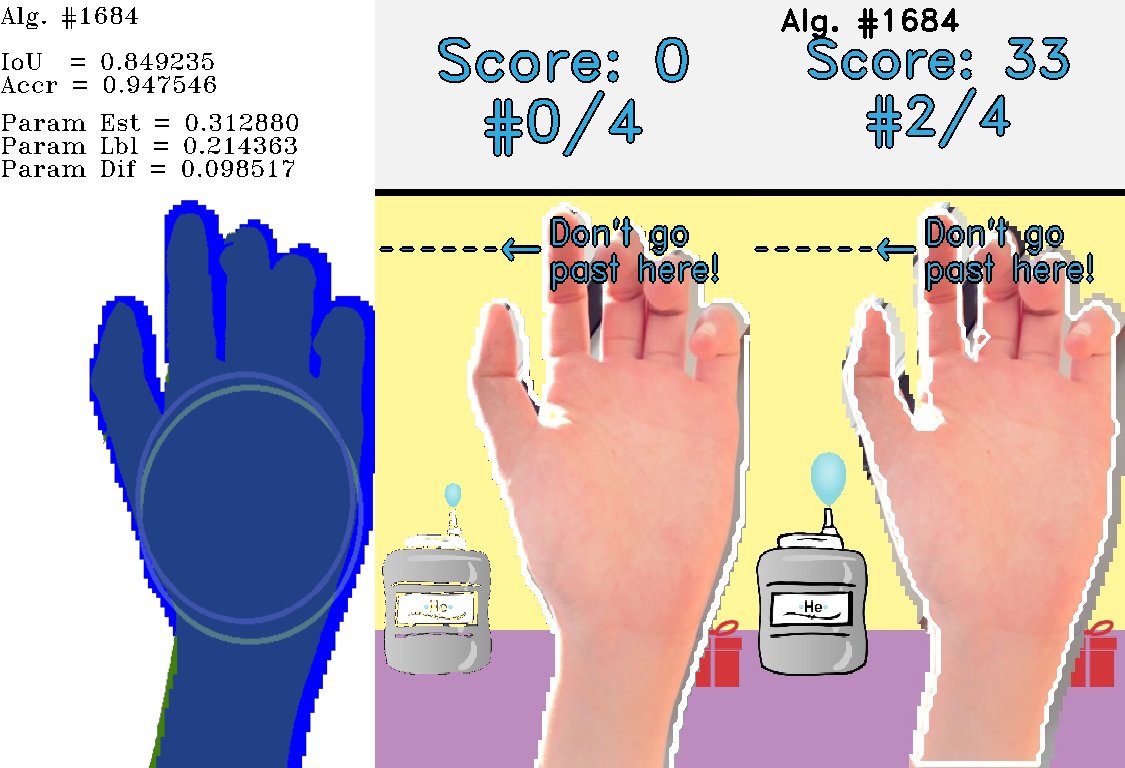 Alg. #1684
IoU = 0.849235
Accr = 0.947546
Param Est = 0.312880
Param Lbl = 0.214363
Param Dif = 0.098517
Score: 0
#0/4
Don't go
past here!
He
Alg. #1684
Score: 33
#2/4
Don't go
past here!
He